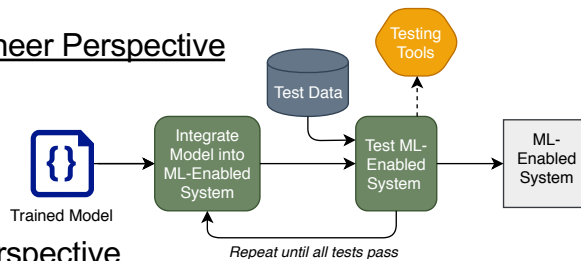 neer Perspective
Testing
Tools
Test Data
Integrate
Model into
ML-Enabled
System
Test ML-
Enabled
System
ML-
Enabled
System
{}
Trained Model
Repeat until all tests pass
erspective